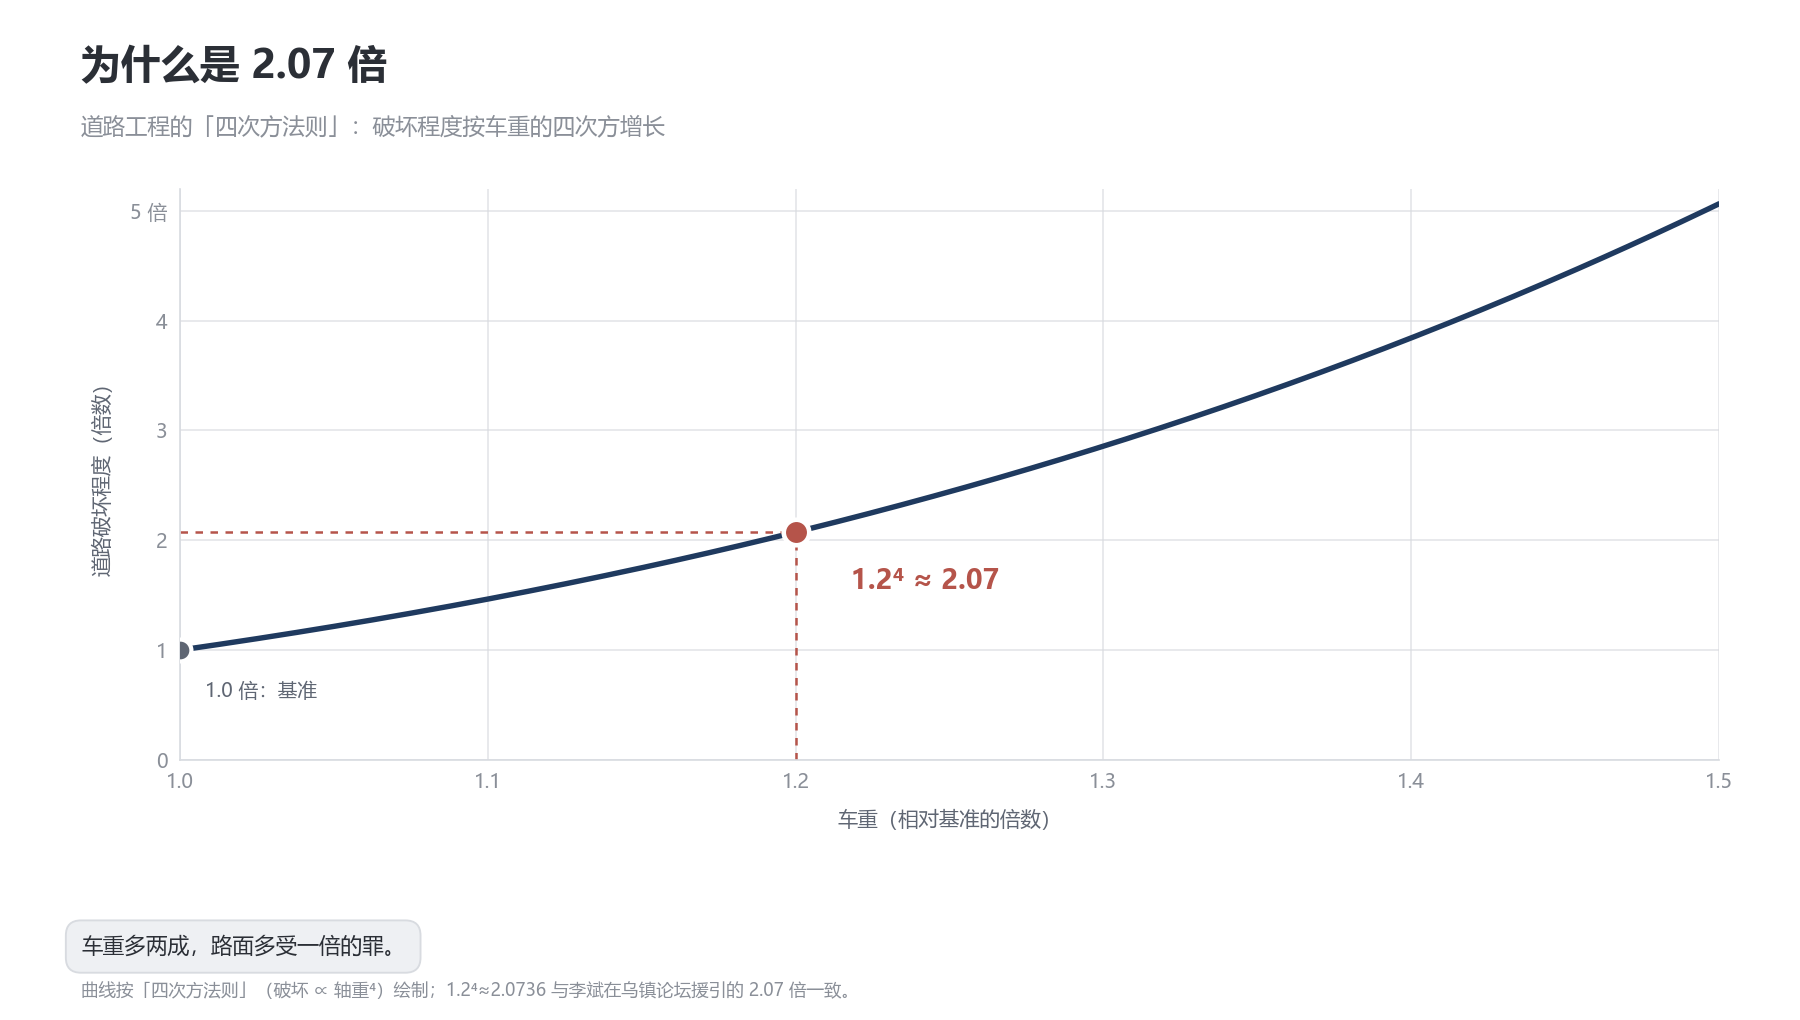 为什么是 2.07 倍
道路工程的「四次方法则」：破坏程度按车重的四次方增长
5 倍
4
3
2
1
0
道路破坏程度（倍数）
1.2⁴ ≈ 2.07
1.0 倍：基准
1.0
1.1
1.2
1.3
1.4
1.5
车重（相对基准的倍数）
车重多两成，路面多受一倍的罪。
曲线按「四次方法则」（破坏 ∝ 轴重⁴）绘制；1.2⁴≈2.0736 与李斌在乌镇论坛援引的 2.07 倍一致。